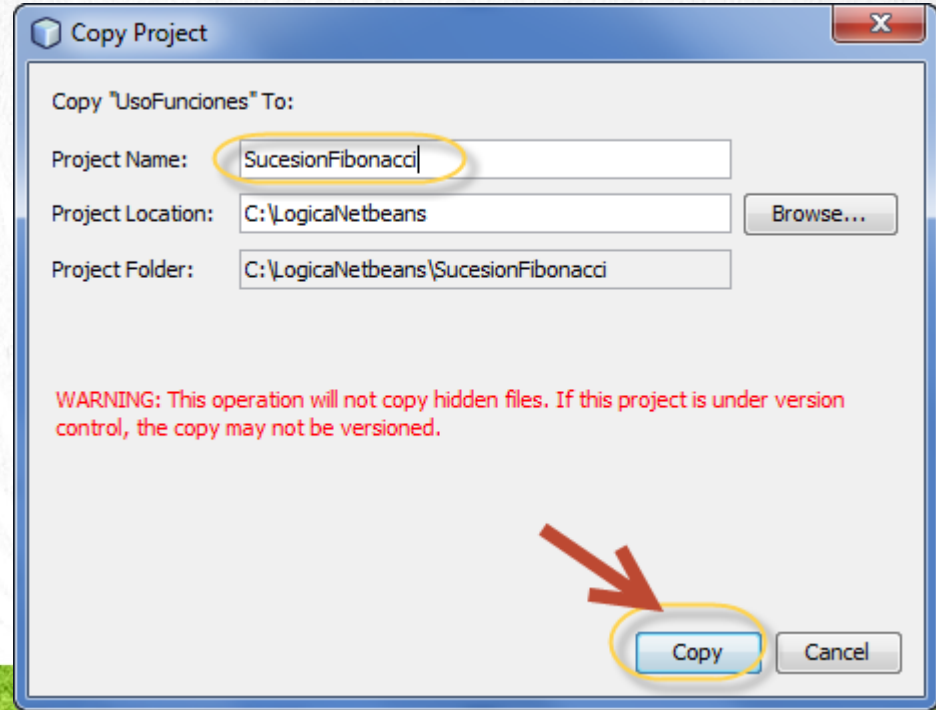 Copy Project
Copy "UsoFunciones" To:
Project Name: SucesionFibonacci
Project Location: C:\LogicaNetbeans Browse...
Project Folder: C:\LogicaNetbeans\SucesionFibonacci
WARNING: This operation will not copy hidden files. If this project is under version
control, the copy may not be versioned.
Copy Cancel